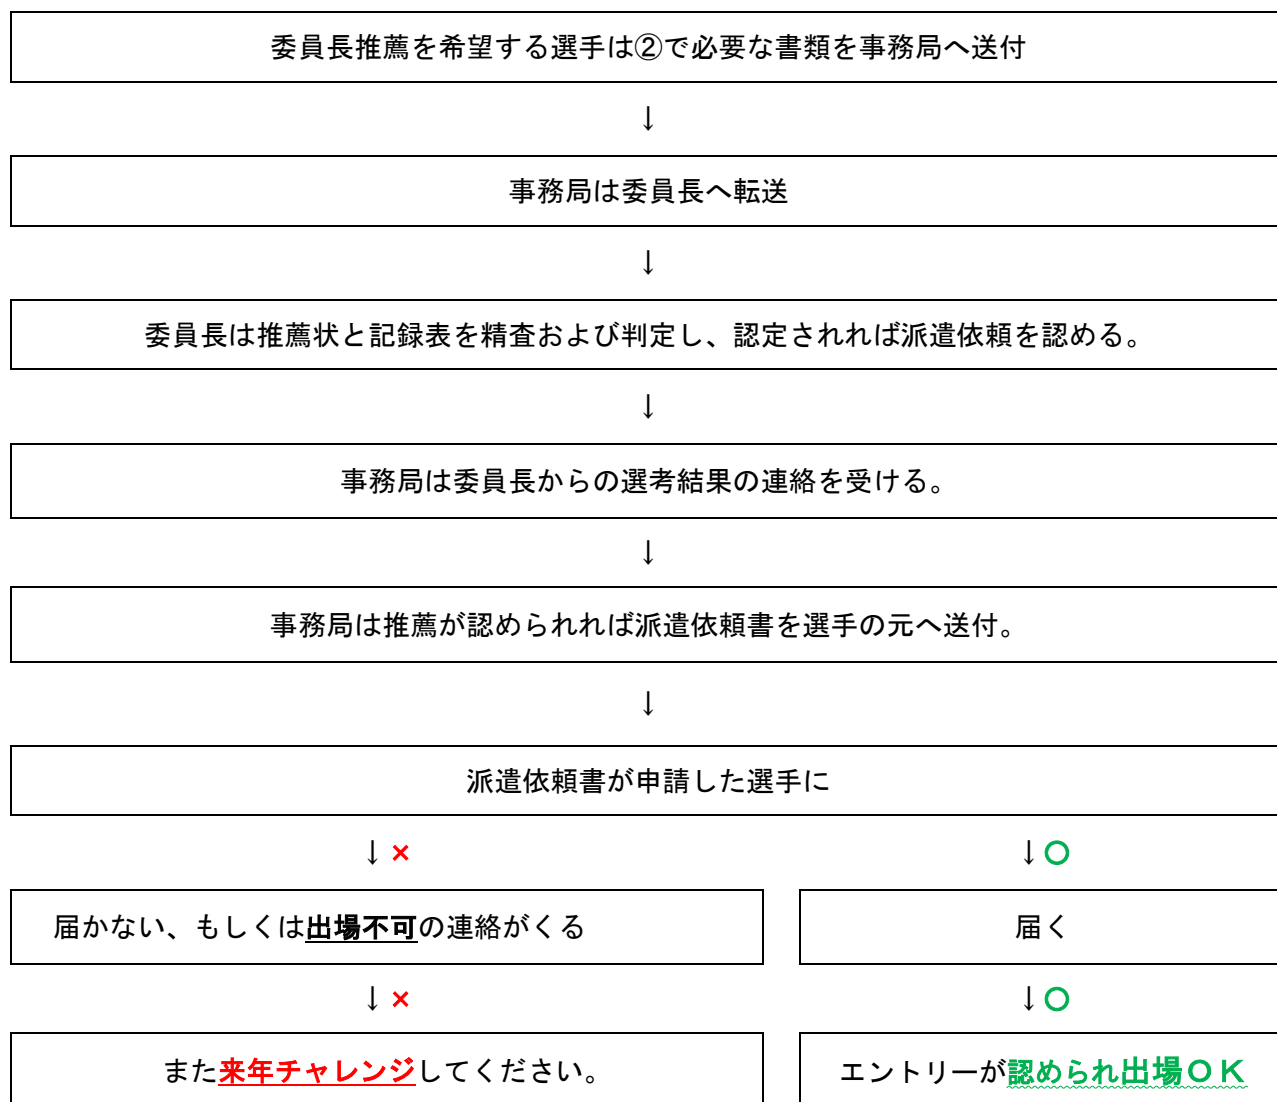 委員長推薦を希望する選手は②で必要な書類を事務局へ送付
↓
事務局は委員長へ転送
↓
委員長は推薦状と記録表を精査および判定し、認定されれば派遣依頼を認める。
↓
事務局は委員長からの選考結果の連絡を受ける。
↓
事務局は推薦が認められれば派遣依頼書を選手の元へ送付。
↓
派遣依頼書が申請した選手に
↓× ↓〇
届かない、もしくは出場不可の連絡がくる 届く
↓× ↓〇
また来年チャレンジしてください。 エントリーが認められ出場ＯＫ